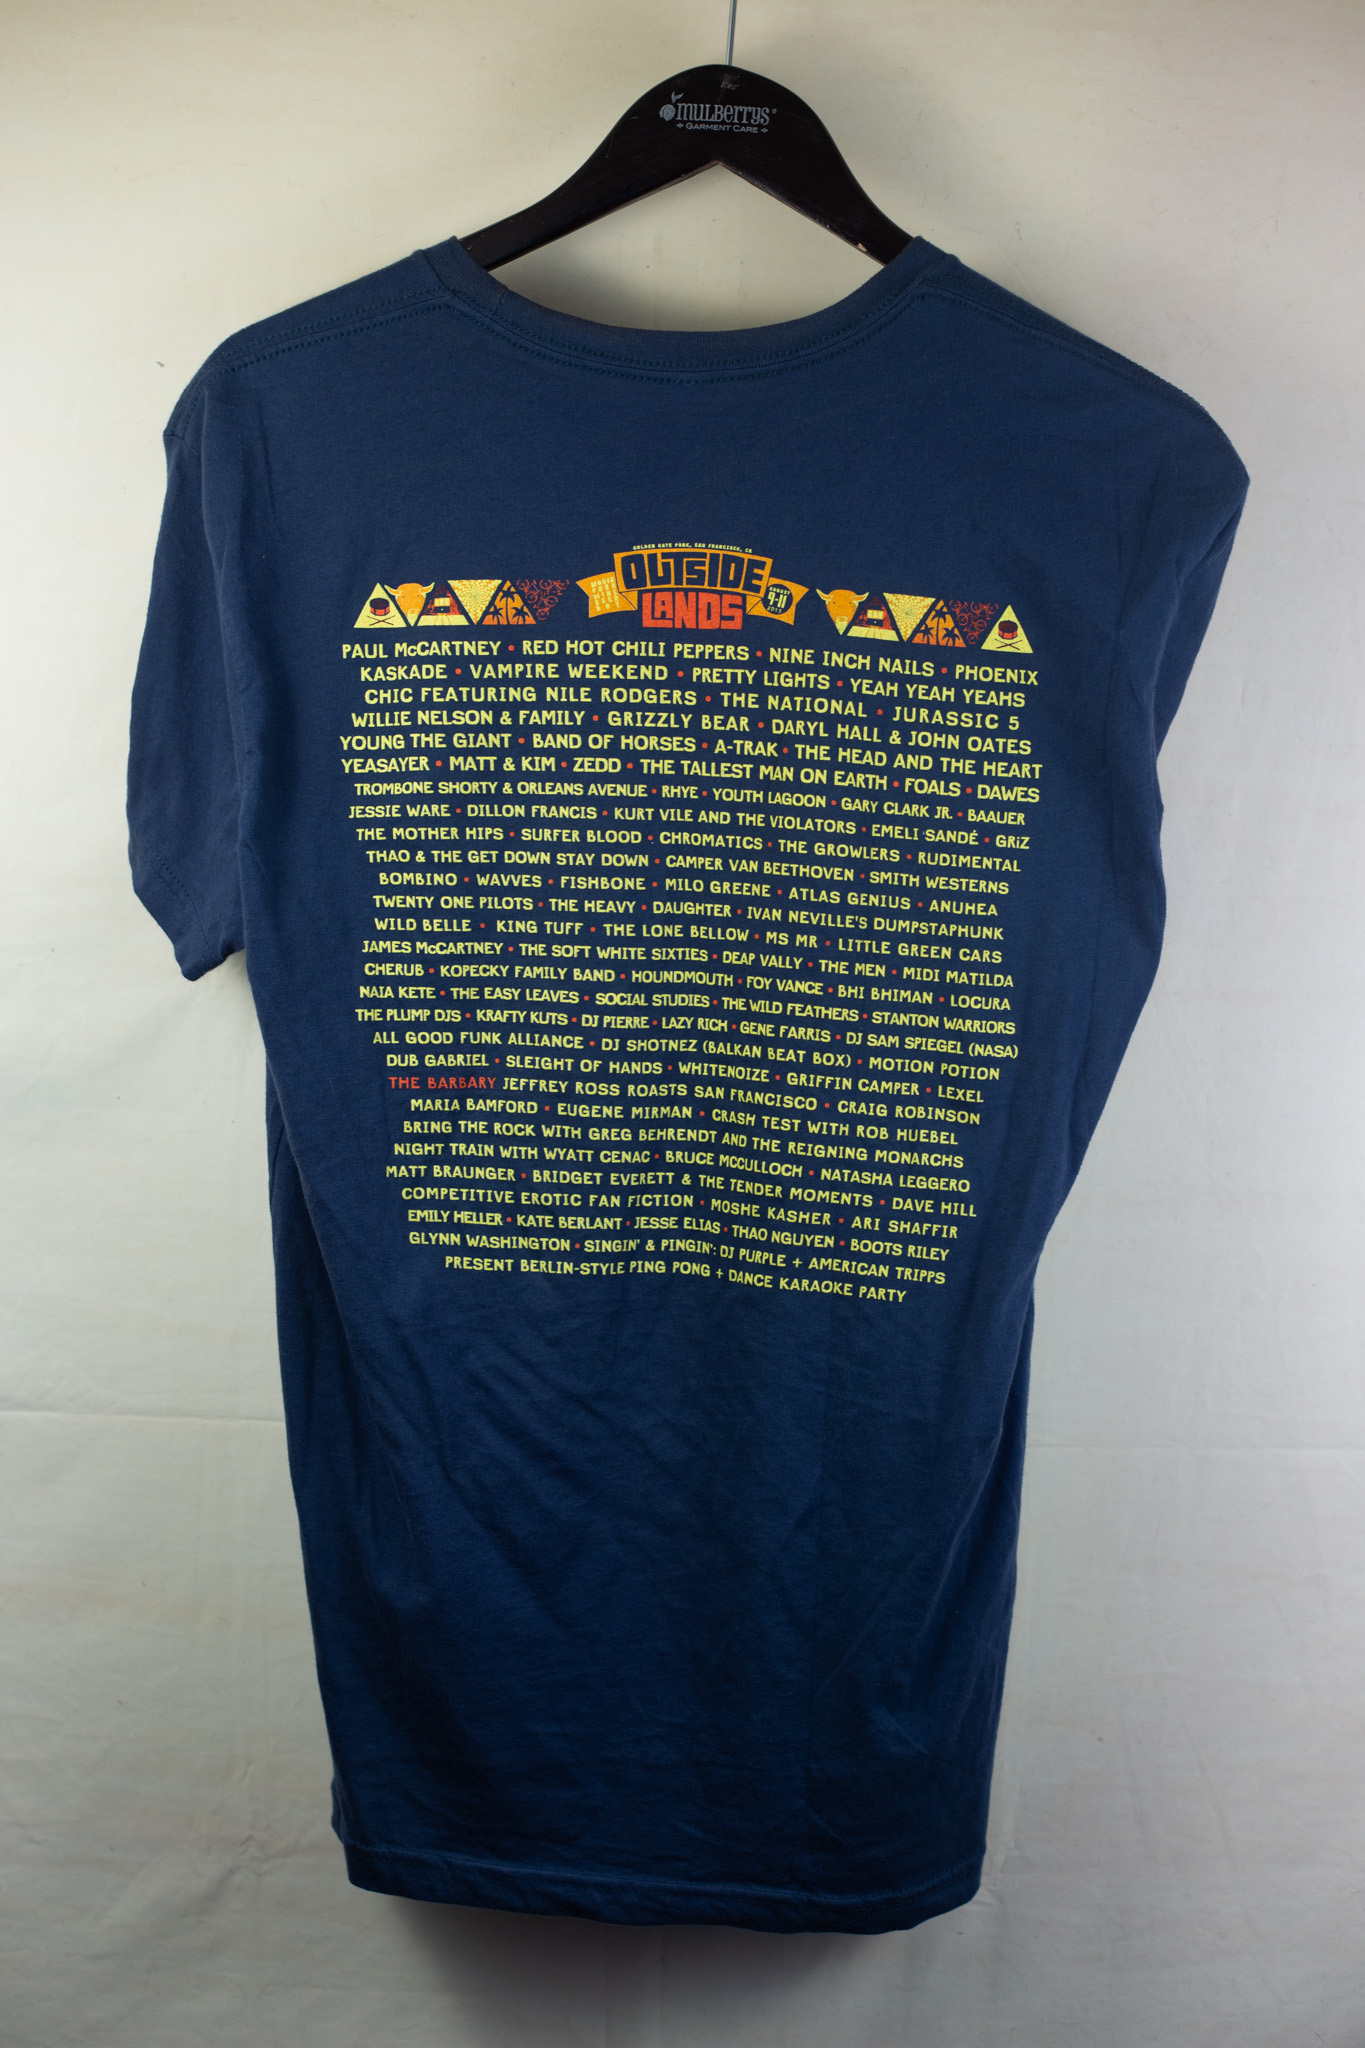 MULBERRYS®
GARMENT CARE
GOLDEN GATE PARK, SAN FRANCISCO, CA
OUTSIDE
LANDS
MUSIC
FOOD
WINE
BEER
AUGUST
9-11
2013
PAUL McCARTNEY • RED HOT CHILI PEPPERS • NINE INCH NAILS • PHOENIX
KASKADE • VAMPIRE WEEKEND • PRETTY LIGHTS • YEAH YEAH YEAHS
CHIC FEATURING NILE RODGERS • THE NATIONAL • JURASSIC 5
WILLIE NELSON & FAMILY • GRIZZLY BEAR • DARYL HALL & JOHN OATES
YOUNG THE GIANT • BAND OF HORSES • A-TRAK • THE HEAD AND THE HEART
YEASAYER • MATT & KIM • ZEDD • THE TALLEST MAN ON EARTH • FOALS • DAWES
TROMBONE SHORTY & ORLEANS AVENUE • RHYE • YOUTH LAGOON • GARY CLARK JR. • BAAUER
JESSIE WARE • DILLON FRANCIS • KURT VILE AND THE VIOLATORS • EMELI SANDÉ • GRiZ
THE MOTHER HIPS • SURFER BLOOD • CHROMATICS • THE GROWLERS • RUDIMENTAL
THAO & THE GET DOWN STAY DOWN • CAMPER VAN BEETHOVEN • SMITH WESTERNS
BOMBINO • WAVVES • FISHBONE • MILO GREENE • ATLAS GENIUS • ANUHEA
TWENTY ONE PILOTS • THE HEAVY • DAUGHTER • IVAN NEVILLE'S DUMPSTAPHUNK
WILD BELLE • KING TUFF • THE LONE BELLOW • MS MR • LITTLE GREEN CARS
JAMES McCARTNEY • THE SOFT WHITE SIXTIES • DEAP VALLY • THE MEN • MIDI MATILDA
CHERUB • KOPECKY FAMILY BAND • HOUNDMOUTH • FOY VANCE • BHI BHIMAN • LOCURA
NAIA KETE • THE EASY LEAVES • SOCIAL STUDIES • THE WILD FEATHERS • STANTON WARRIORS
THE PLUMP DJS • KRAFTY KUTS • DJ PIERRE • LAZY RICH • GENE FARRIS • DJ SAM SPIEGEL (NASA)
ALL GOOD FUNK ALLIANCE • DJ SHOTNEZ (BALKAN BEAT BOX) • MOTION POTION
DUB GABRIEL • SLEIGHT OF HANDS • WHITENOIZE • GRIFFIN CAMPER • LEXEL
THE BARBARY JEFFREY ROSS ROASTS SAN FRANCISCO • CRAIG ROBINSON
MARIA BAMFORD • EUGENE MIRMAN • CRASH TEST WITH ROB HUEBEL
BRING THE ROCK WITH GREG BEHRENDT AND THE REIGNING MONARCHS
NIGHT TRAIN WITH WYATT CENAC • BRUCE MCCULLOCH • NATASHA LEGGERO
MATT BRAUNGER • BRIDGET EVERETT & THE TENDER MOMENTS • DAVE HILL
COMPETITIVE EROTIC FAN FICTION • MOSHE KASHER • ARI SHAFFIR
EMILY HELLER • KATE BERLANT • JESSE ELIAS • THAO NGUYEN • BOOTS RILEY
GLYNN WASHINGTON • SINGIN' & PINGIN': DJ PURPLE + AMERICAN TRIPPS
PRESENT BERLIN-STYLE PING PONG + DANCE KARAOKE PARTY